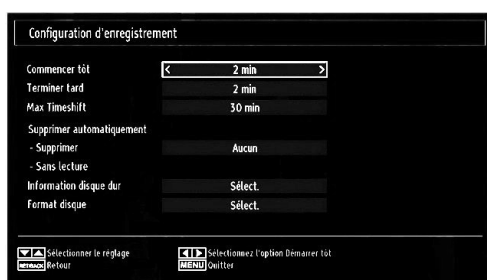 Configuration d'enregistrement
Commencer tôt < 2 min >
Terminer tard 2 min
Max Timeshift 30 min
Supprimer automatiquement
- Supprimer Aucun
- Sans lecture
Information disque dur Sélect.
Format disque Sélect.
Sélectionner le réglage Sélectionnez l'option Démarrer tôt
Retour MENU Quitter